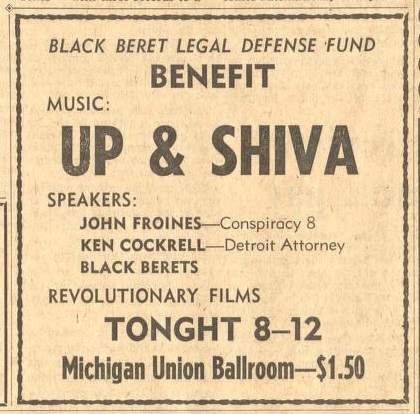 BLACK BERET LEGAL DEFENSE FUND
BENEFIT
MUSIC:
UP & SHIVA
SPEAKERS:
JOHN FROINES—Conspiracy 8
KEN COCKRELL—Detroit Attorney
BLACK BERETS
REVOLUTIONARY FILMS
TONGHT 8–12
Michigan Union Ballroom—$1.50